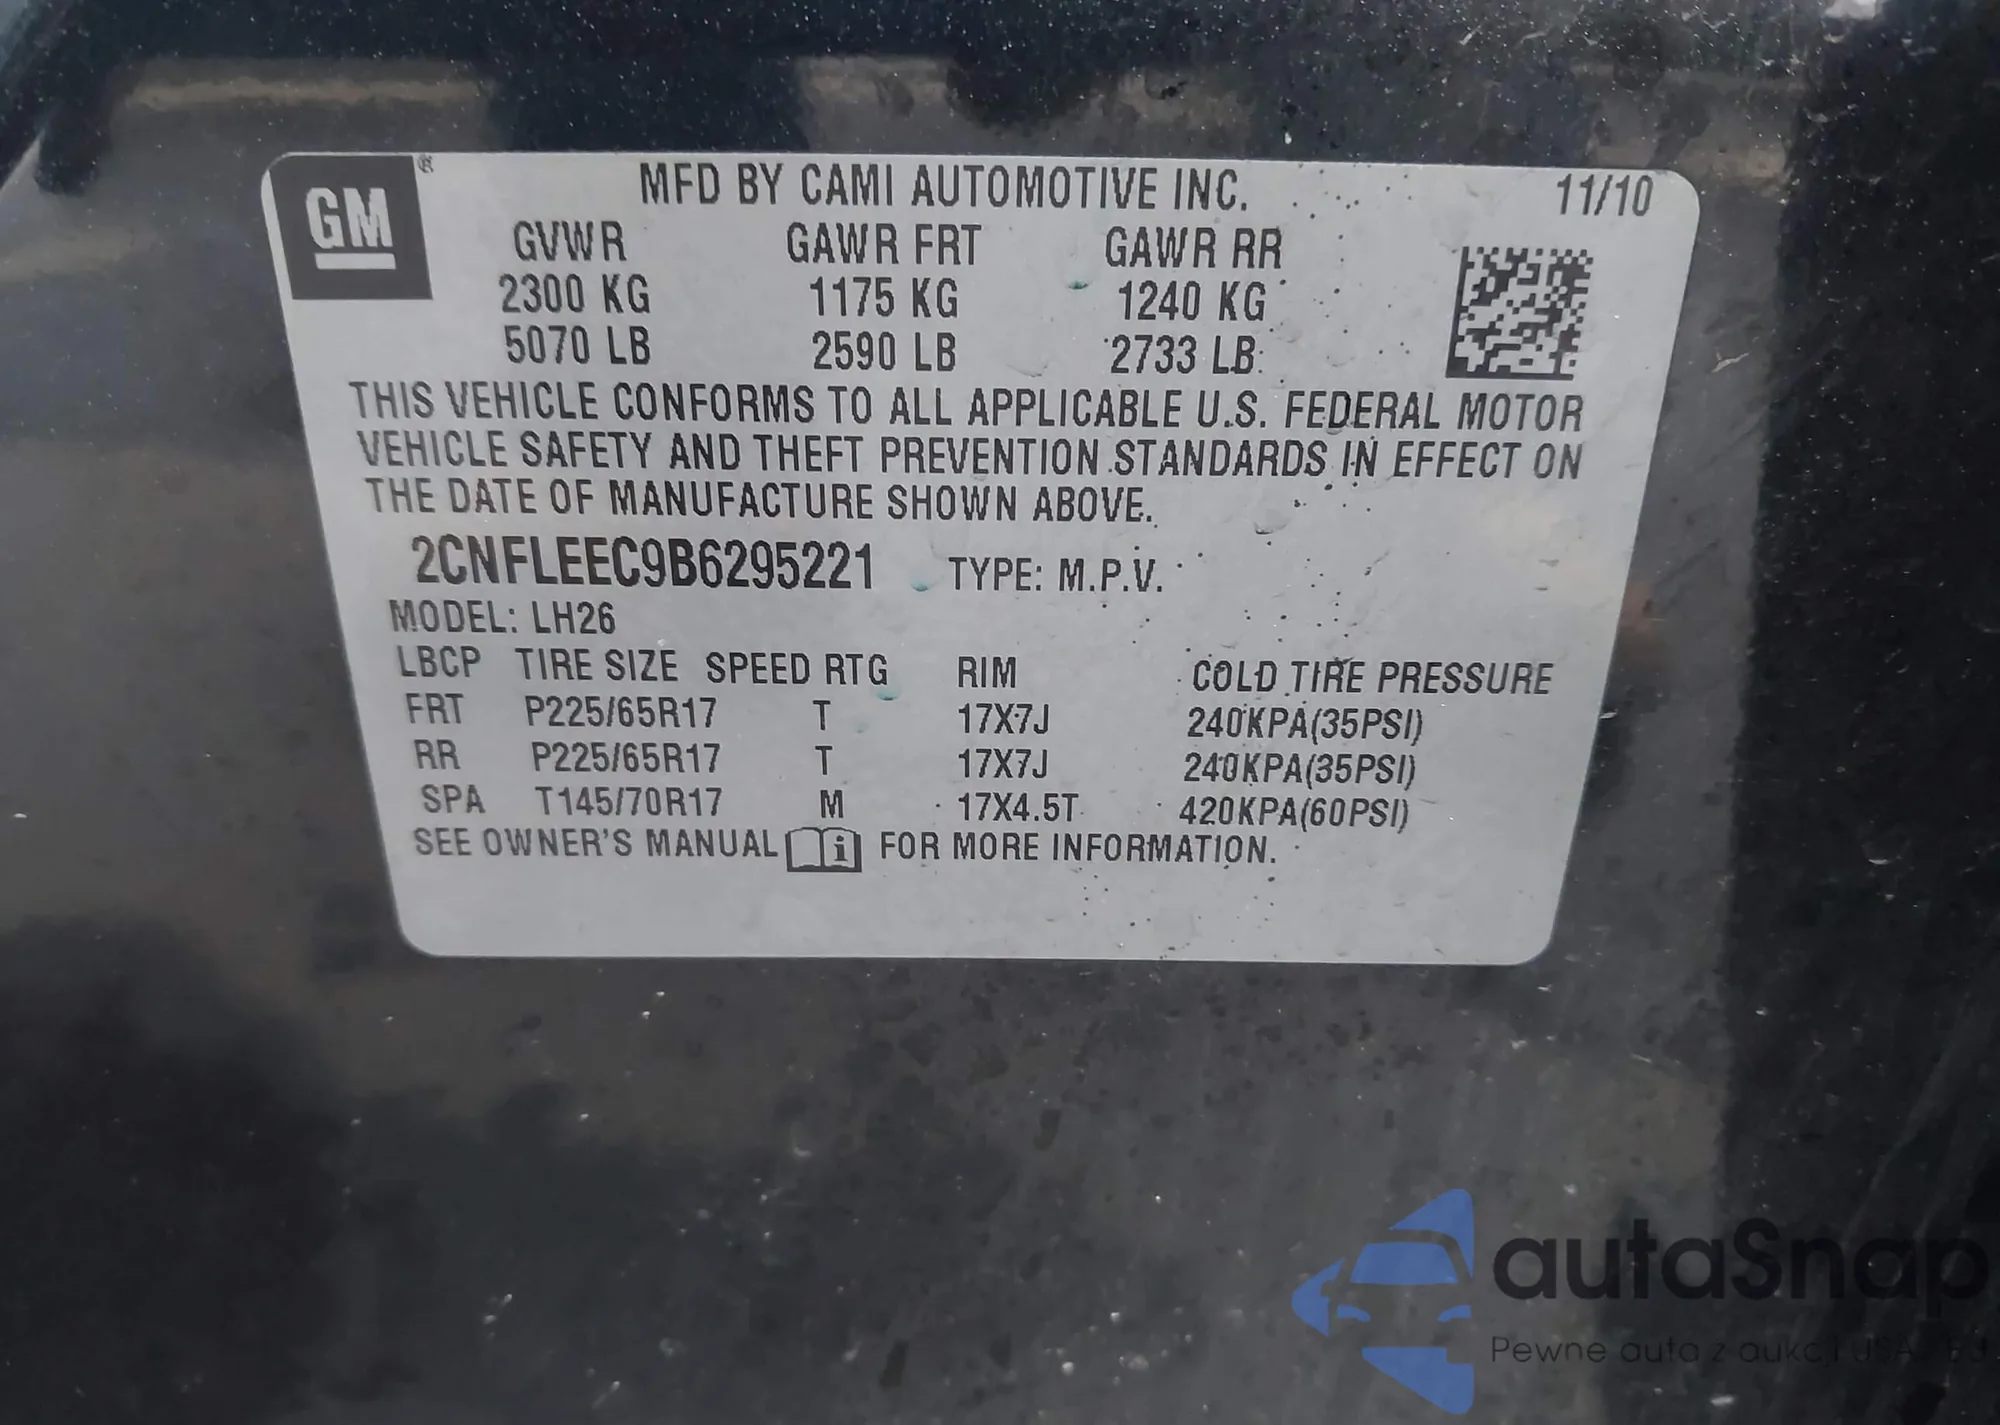 GM ®
MFD BY CAMI AUTOMOTIVE INC. 11/10
GVWR GAWR FRT GAWR RR
2300 KG 1175 KG 1240 KG
5070 LB 2590 LB 2733 LB
THIS VEHICLE CONFORMS TO ALL APPLICABLE U.S. FEDERAL MOTOR
VEHICLE SAFETY AND THEFT PREVENTION STANDARDS IN EFFECT ON
THE DATE OF MANUFACTURE SHOWN ABOVE.
2CNFLEEC9B6295221 TYPE: M.P.V.
MODEL: LH26
LBCP TIRE SIZE SPEED RTG RIM COLD TIRE PRESSURE
FRT P225/65R17 T 17X7J 240KPA(35PSI)
RR P225/65R17 T 17X7J 240KPA(35PSI)
SPA T145/70R17 M 17X4.5T 420KPA(60PSI)
SEE OWNER'S MANUAL i FOR MORE INFORMATION.
autaSnap
Pewne auta z aukcji USA